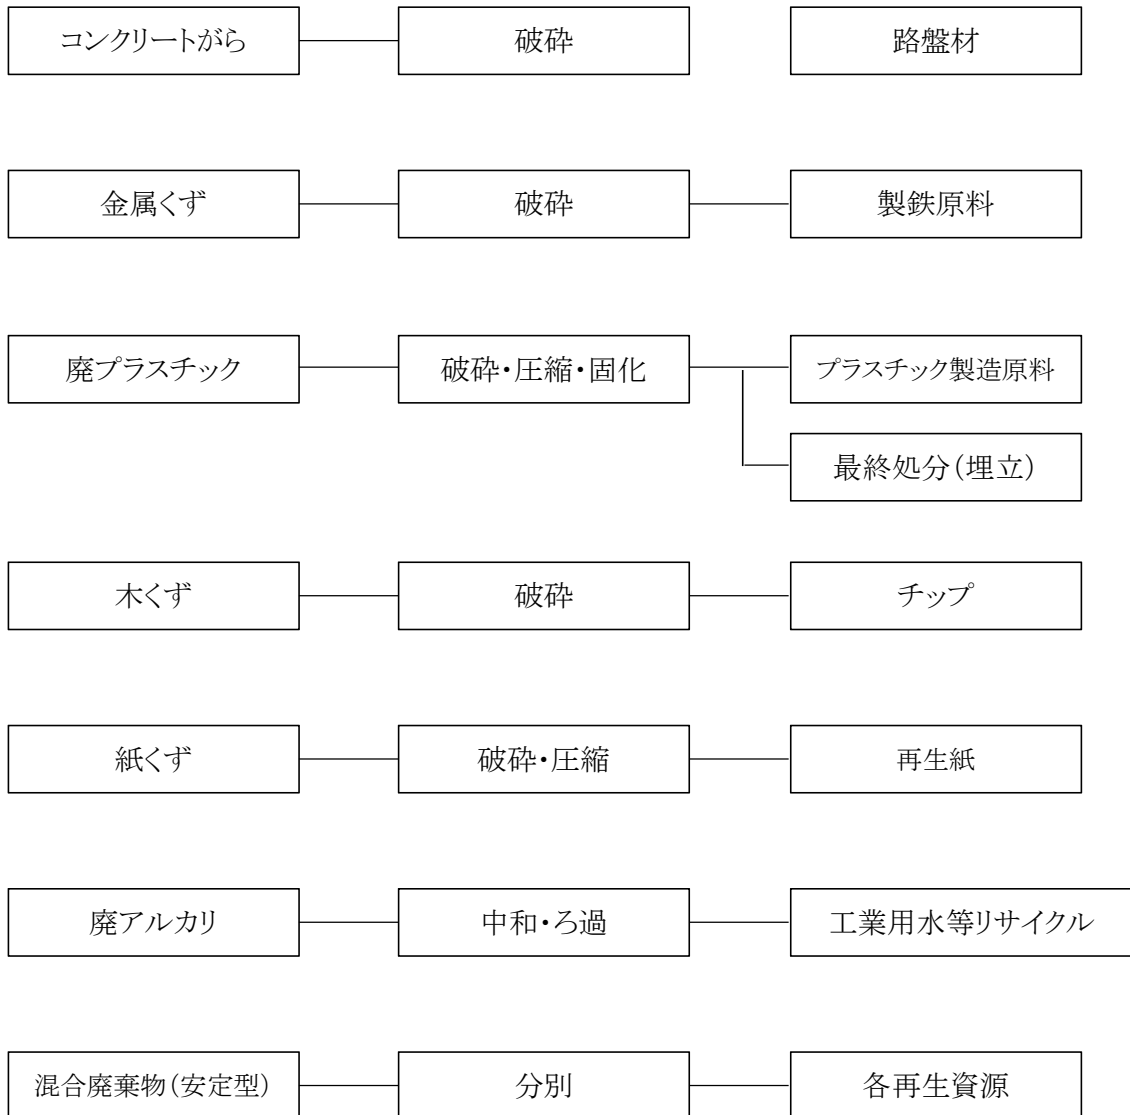 コンクリートがら
破砕
路盤材
金属くず
破砕
製鉄原料
廃プラスチック
破砕・圧縮・固化
プラスチック製造原料
最終処分(埋立)
木くず
破砕
チップ
紙くず
破砕・圧縮
再生紙
廃アルカリ
中和・ろ過
工業用水等リサイクル
混合廃棄物(安定型)
分別
各再生資源